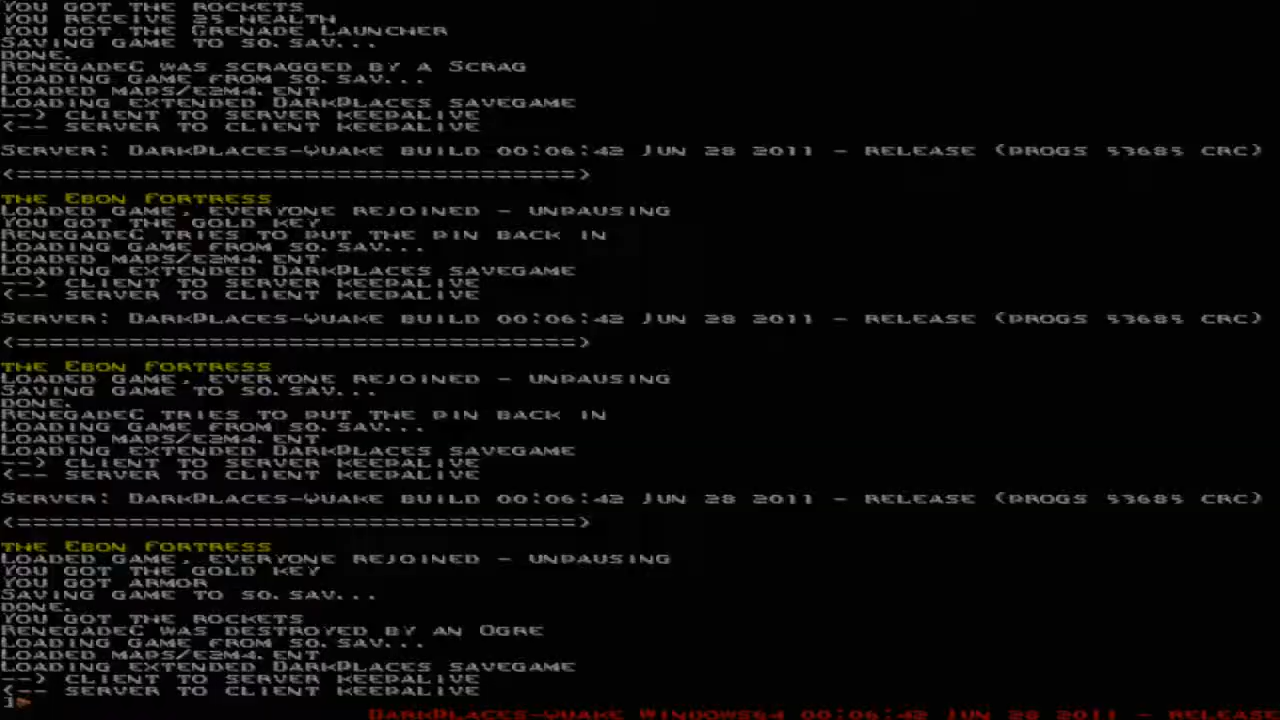 You got the rockets
You receive 25 health
You got the Grenade Launcher
Saving game to s0.sav...
done.
RenegadeC was scragged by a Scrag
Loading game from s0.sav...
Loaded maps/e2m4.ent
Loading extended DarkPlaces savegame
--> client to server keepalive
<-- server to client keepalive
Server: DarkPlaces-Quake build 00:06:42 Jun 28 2011 - release (progs 53685 crc)
<===================================>
the Ebon Fortress
Loaded game, everyone rejoined - unpausing
You got the gold key
RenegadeC tries to put the pin back in
Loading game from s0.sav...
Loaded maps/e2m4.ent
Loading extended DarkPlaces savegame
--> client to server keepalive
<-- server to client keepalive
Server: DarkPlaces-Quake build 00:06:42 Jun 28 2011 - release (progs 53685 crc)
<===================================>
the Ebon Fortress
Loaded game, everyone rejoined - unpausing
Saving game to s0.sav...
done.
RenegadeC tries to put the pin back in
Loading game from s0.sav...
Loaded maps/e2m4.ent
Loading extended DarkPlaces savegame
--> client to server keepalive
<-- server to client keepalive
Server: DarkPlaces-Quake build 00:06:42 Jun 28 2011 - release (progs 53685 crc)
<===================================>
the Ebon Fortress
Loaded game, everyone rejoined - unpausing
You got the gold key
You got armor
Saving game to s0.sav...
done.
You got the rockets
RenegadeC was destroyed by an Ogre
Loading game from s0.sav...
Loaded maps/e2m4.ent
Loading extended DarkPlaces savegame
--> client to server keepalive
<-- server to client keepalive
]
DarkPlaces-Quake Windows64 00:06:42 Jun 28 2011 - release